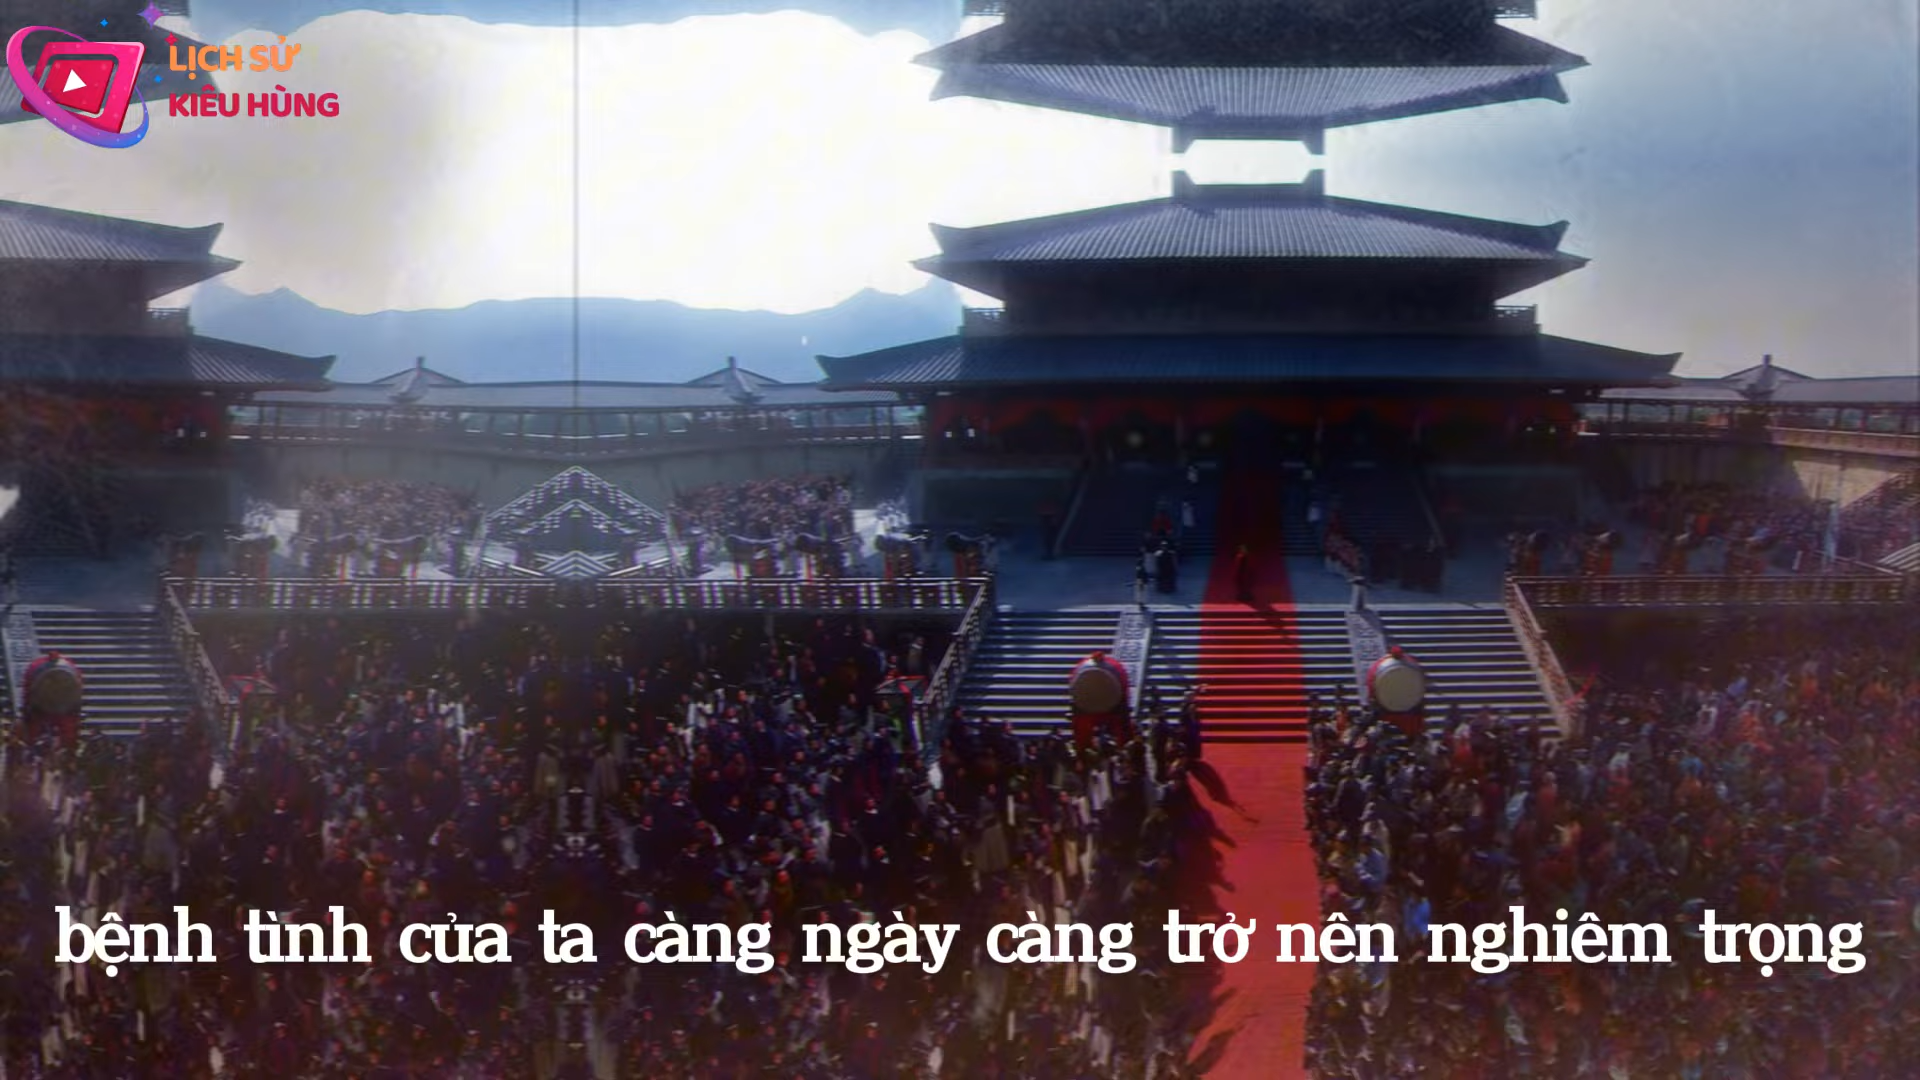 LỊCH SỬ
KIÊU HÙNG
bệnh tình của ta càng ngày càng trở nên nghiêm trọng